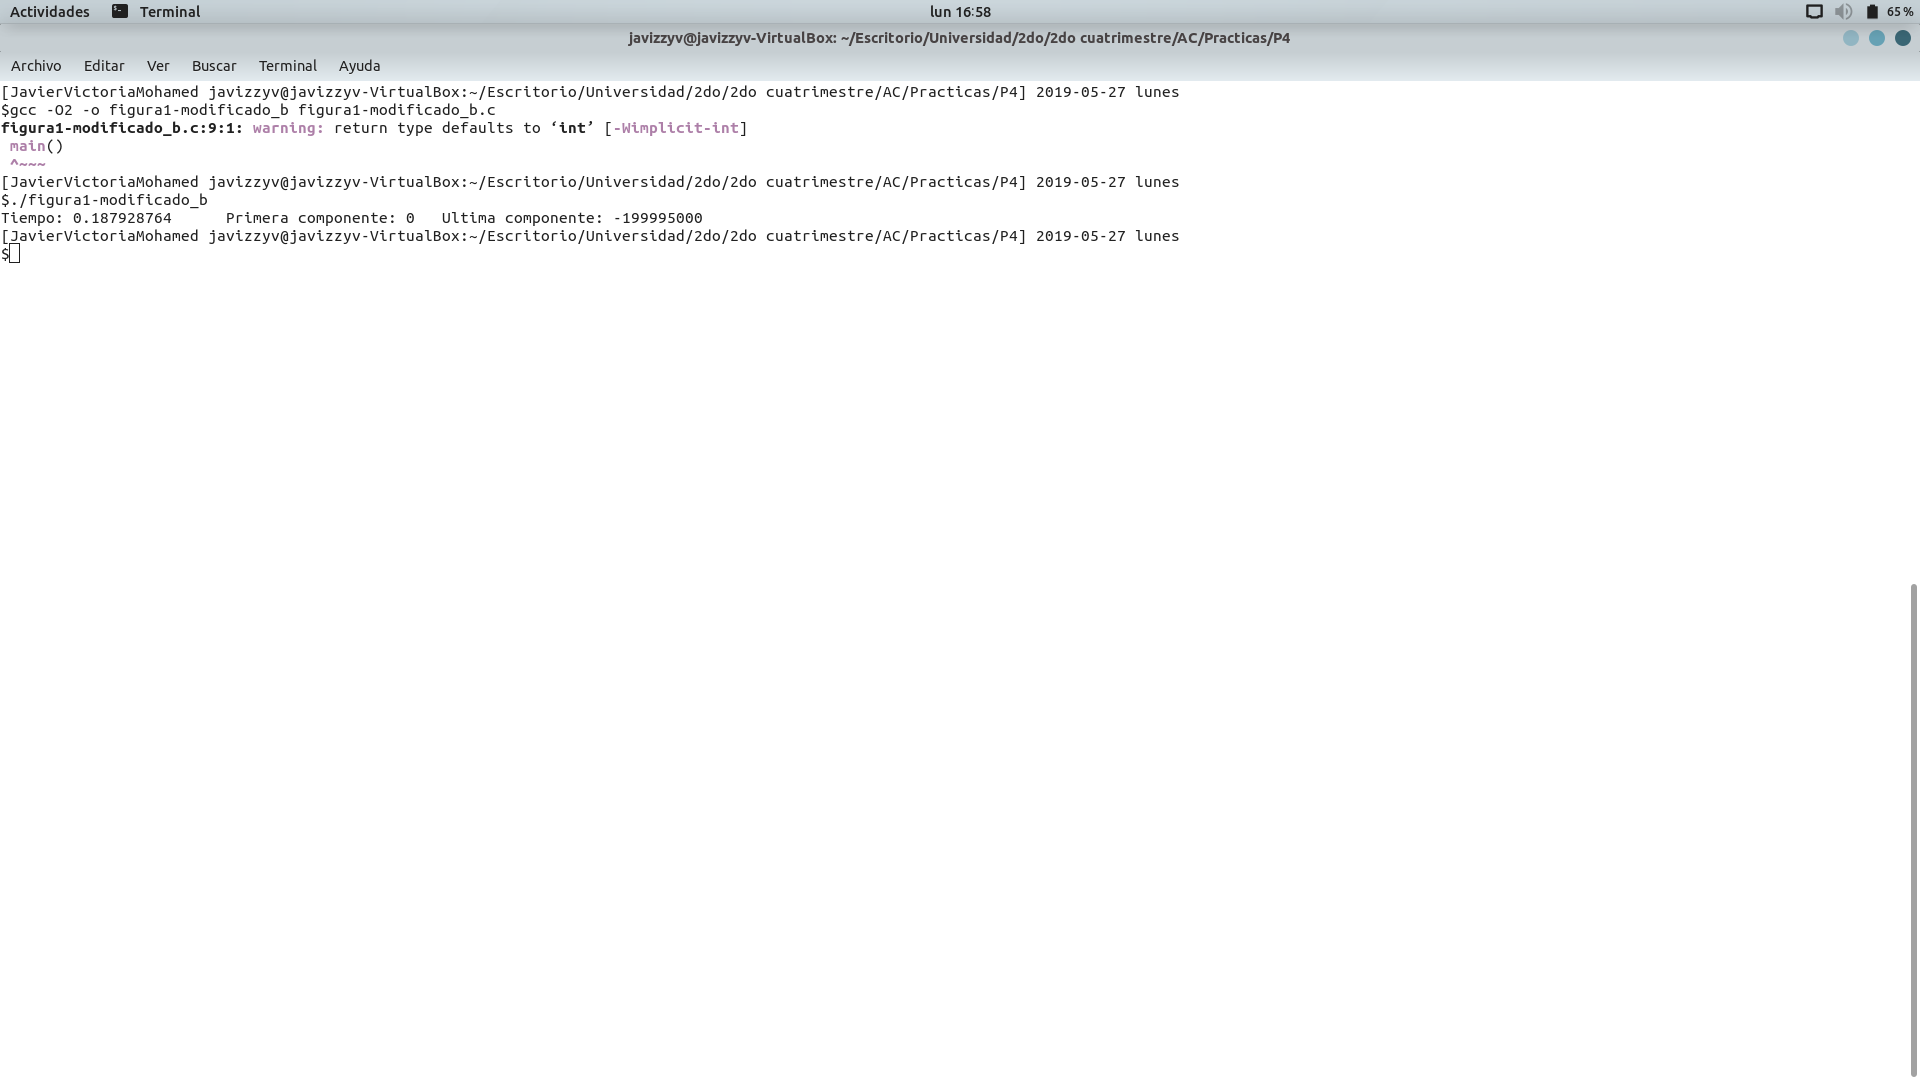 Actividades Terminal lun 16:58 65 %
javizzyv@javizzyv-VirtualBox: ~/Escritorio/Universidad/2do/2do cuatrimestre/AC/Practicas/P4
Archivo Editar Ver Buscar Terminal Ayuda
[JavierVictoriaMohamed javizzyv@javizzyv-VirtualBox:~/Escritorio/Universidad/2do/2do cuatrimestre/AC/Practicas/P4] 2019-05-27 lunes
$gcc -O2 -o figura1-modificado_b figura1-modificado_b.c
figura1-modificado_b.c:9:1: warning: return type defaults to ‘int’ [-Wimplicit-int]
 main()
 ^~~~
[JavierVictoriaMohamed javizzyv@javizzyv-VirtualBox:~/Escritorio/Universidad/2do/2do cuatrimestre/AC/Practicas/P4] 2019-05-27 lunes
$./figura1-modificado_b
Tiempo: 0.187928764      Primera componente: 0   Ultima componente: -199995000
[JavierVictoriaMohamed javizzyv@javizzyv-VirtualBox:~/Escritorio/Universidad/2do/2do cuatrimestre/AC/Practicas/P4] 2019-05-27 lunes
$